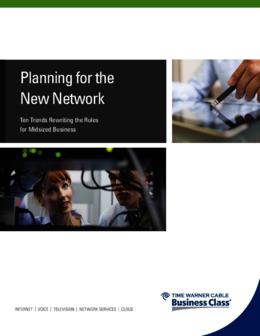 Planning for the
New Network
Ten Trends Rewriting the Rules
for Midsized Business
TIME WARNER CABLE
Business Class®
INTERNET | VOICE | TELEVISION | NETWORK SERVICES | CLOUD